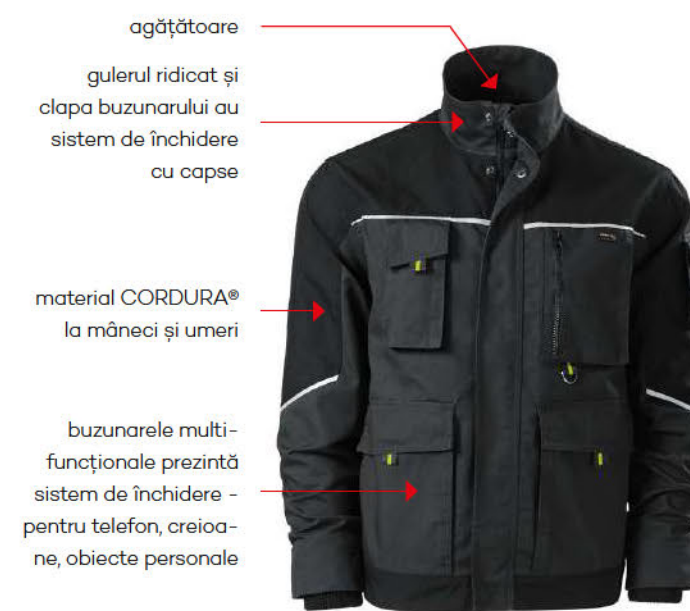 agățătoare
gulerul ridicat și
clapa buzunarului au
sistem de închidere
cu capse
material CORDURA®
la mâneci și umeri
buzunarele multi-
funcționale prezintă
sistem de închidere -
pentru telefon, creioa-
ne, obiecte personale